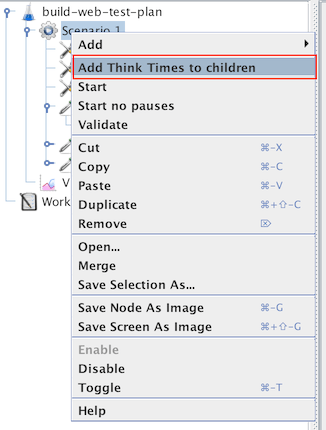 build-web-test-plan
Scenario 1
Add
Add Think Times to children
Start
Start no pauses
Validate
Cut ⌘-X
Copy ⌘-C
Paste ⌘-V
Duplicate ⌘+⇧-C
Remove ⌦
Open...
Merge
Save Selection As...
Save Node As Image ⌘-G
Save Screen As Image ⌘+⇧-G
Enable
Disable
Toggle ⌘-T
Help
V
Work